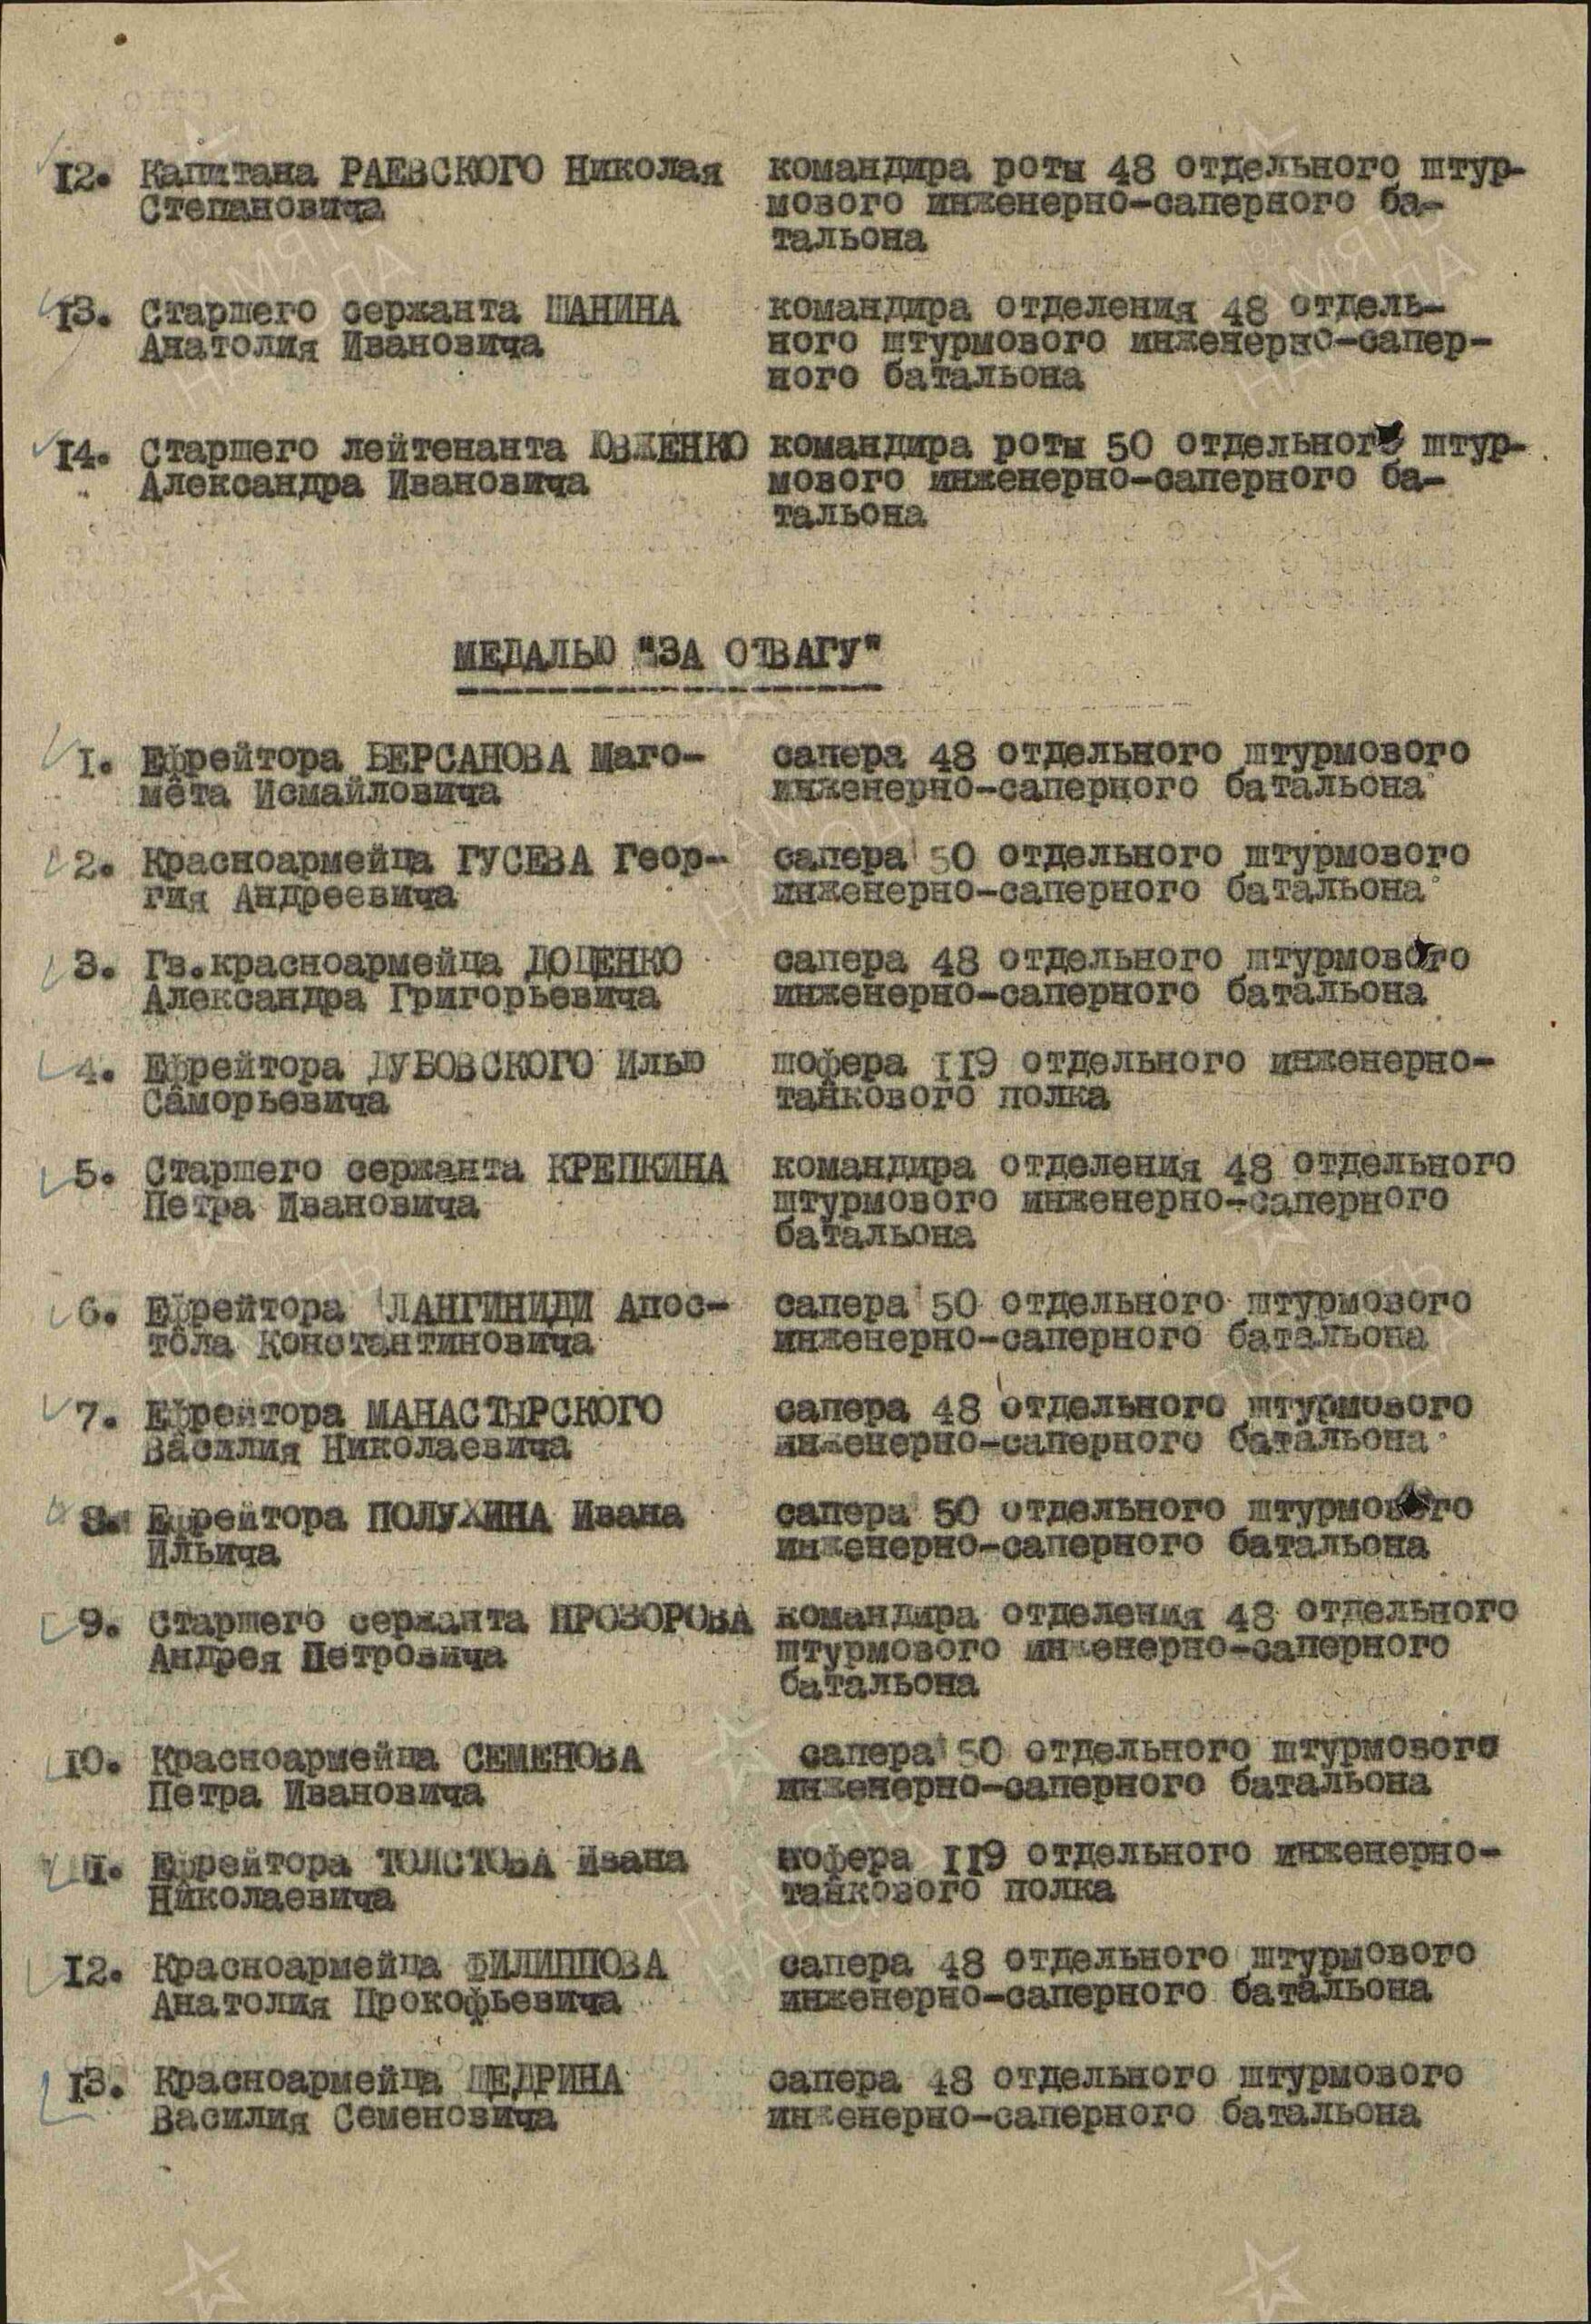 12. Капитана РАЕВСКОГО Николая командира роты 48 отдельного штур-
Степановича мового инженерно-саперного ба-
тальона
13. Старшего сержанта ШАНИНА командира отделения 48 отдель-
Анатолия Ивановича ного штурмового инженерно-сапер-
ного батальона
14. Старшего лейтенанта ЮВЖЕНКО командира роты 50 отдельного штур-
Александра Ивановича мового инженерно-саперного ба-
тальона
МЕДАЛЬЮ "ЗА ОТВАГУ"
1. Ефрейтора БЕРСАНОВА Маго- сапера 48 отдельного штурмового
мета Исмайловича инженерно-саперного батальона
2. Красноармейца ГУСЕВА Геор- сапера 50 отдельного штурмового
гия Андреевича инженерно-саперного батальона
3. Гв.красноармейца ДОЦЕНКО сапера 48 отдельного штурмового
Александра Григорьевича инженерно-саперного батальона
4. Ефрейтора ДУБОВСКОГО Илью шофера 119 отдельного инженерно-
Саморьевича танкового полка
5. Старшего сержанта КРЕПКИНА командира отделения 48 отдельного
Петра Ивановича штурмового инженерно-саперного
батальона
6. Ефрейтора ЛАНГИНИДИ Апос- сапера 50 отдельного штурмового
тола Константиновича инженерно-саперного батальона
7. Ефрейтора МАНАСТЫРСКОГО сапера 48 отдельного штурмового
Василия Николаевича инженерно-саперного батальона
8. Ефрейтора ПОЛУХИНА Ивана сапера 50 отдельного штурмового
Ильича инженерно-саперного батальона
9. Старшего сержанта ПРОЗОРОВА командира отделения 48 отдельного
Андрея Петровича штурмового инженерно-саперного
батальона
10. Красноармейца СЕМЕНОВА сапера 50 отдельного штурмового
Петра Ивановича инженерно-саперного батальона
11. Ефрейтора ТОЛСТОВА Ивана шофера 119 отдельного инженерно-
Николаевича танкового полка
12. Красноармейца ФИЛИППОВА сапера 48 отдельного штурмового
Анатолия Прокофьевича инженерно-саперного батальона
13. Красноармейца ЩЕДРИНА сапера 48 отдельного штурмового
Василия Семеновича инженерно-саперного батальона